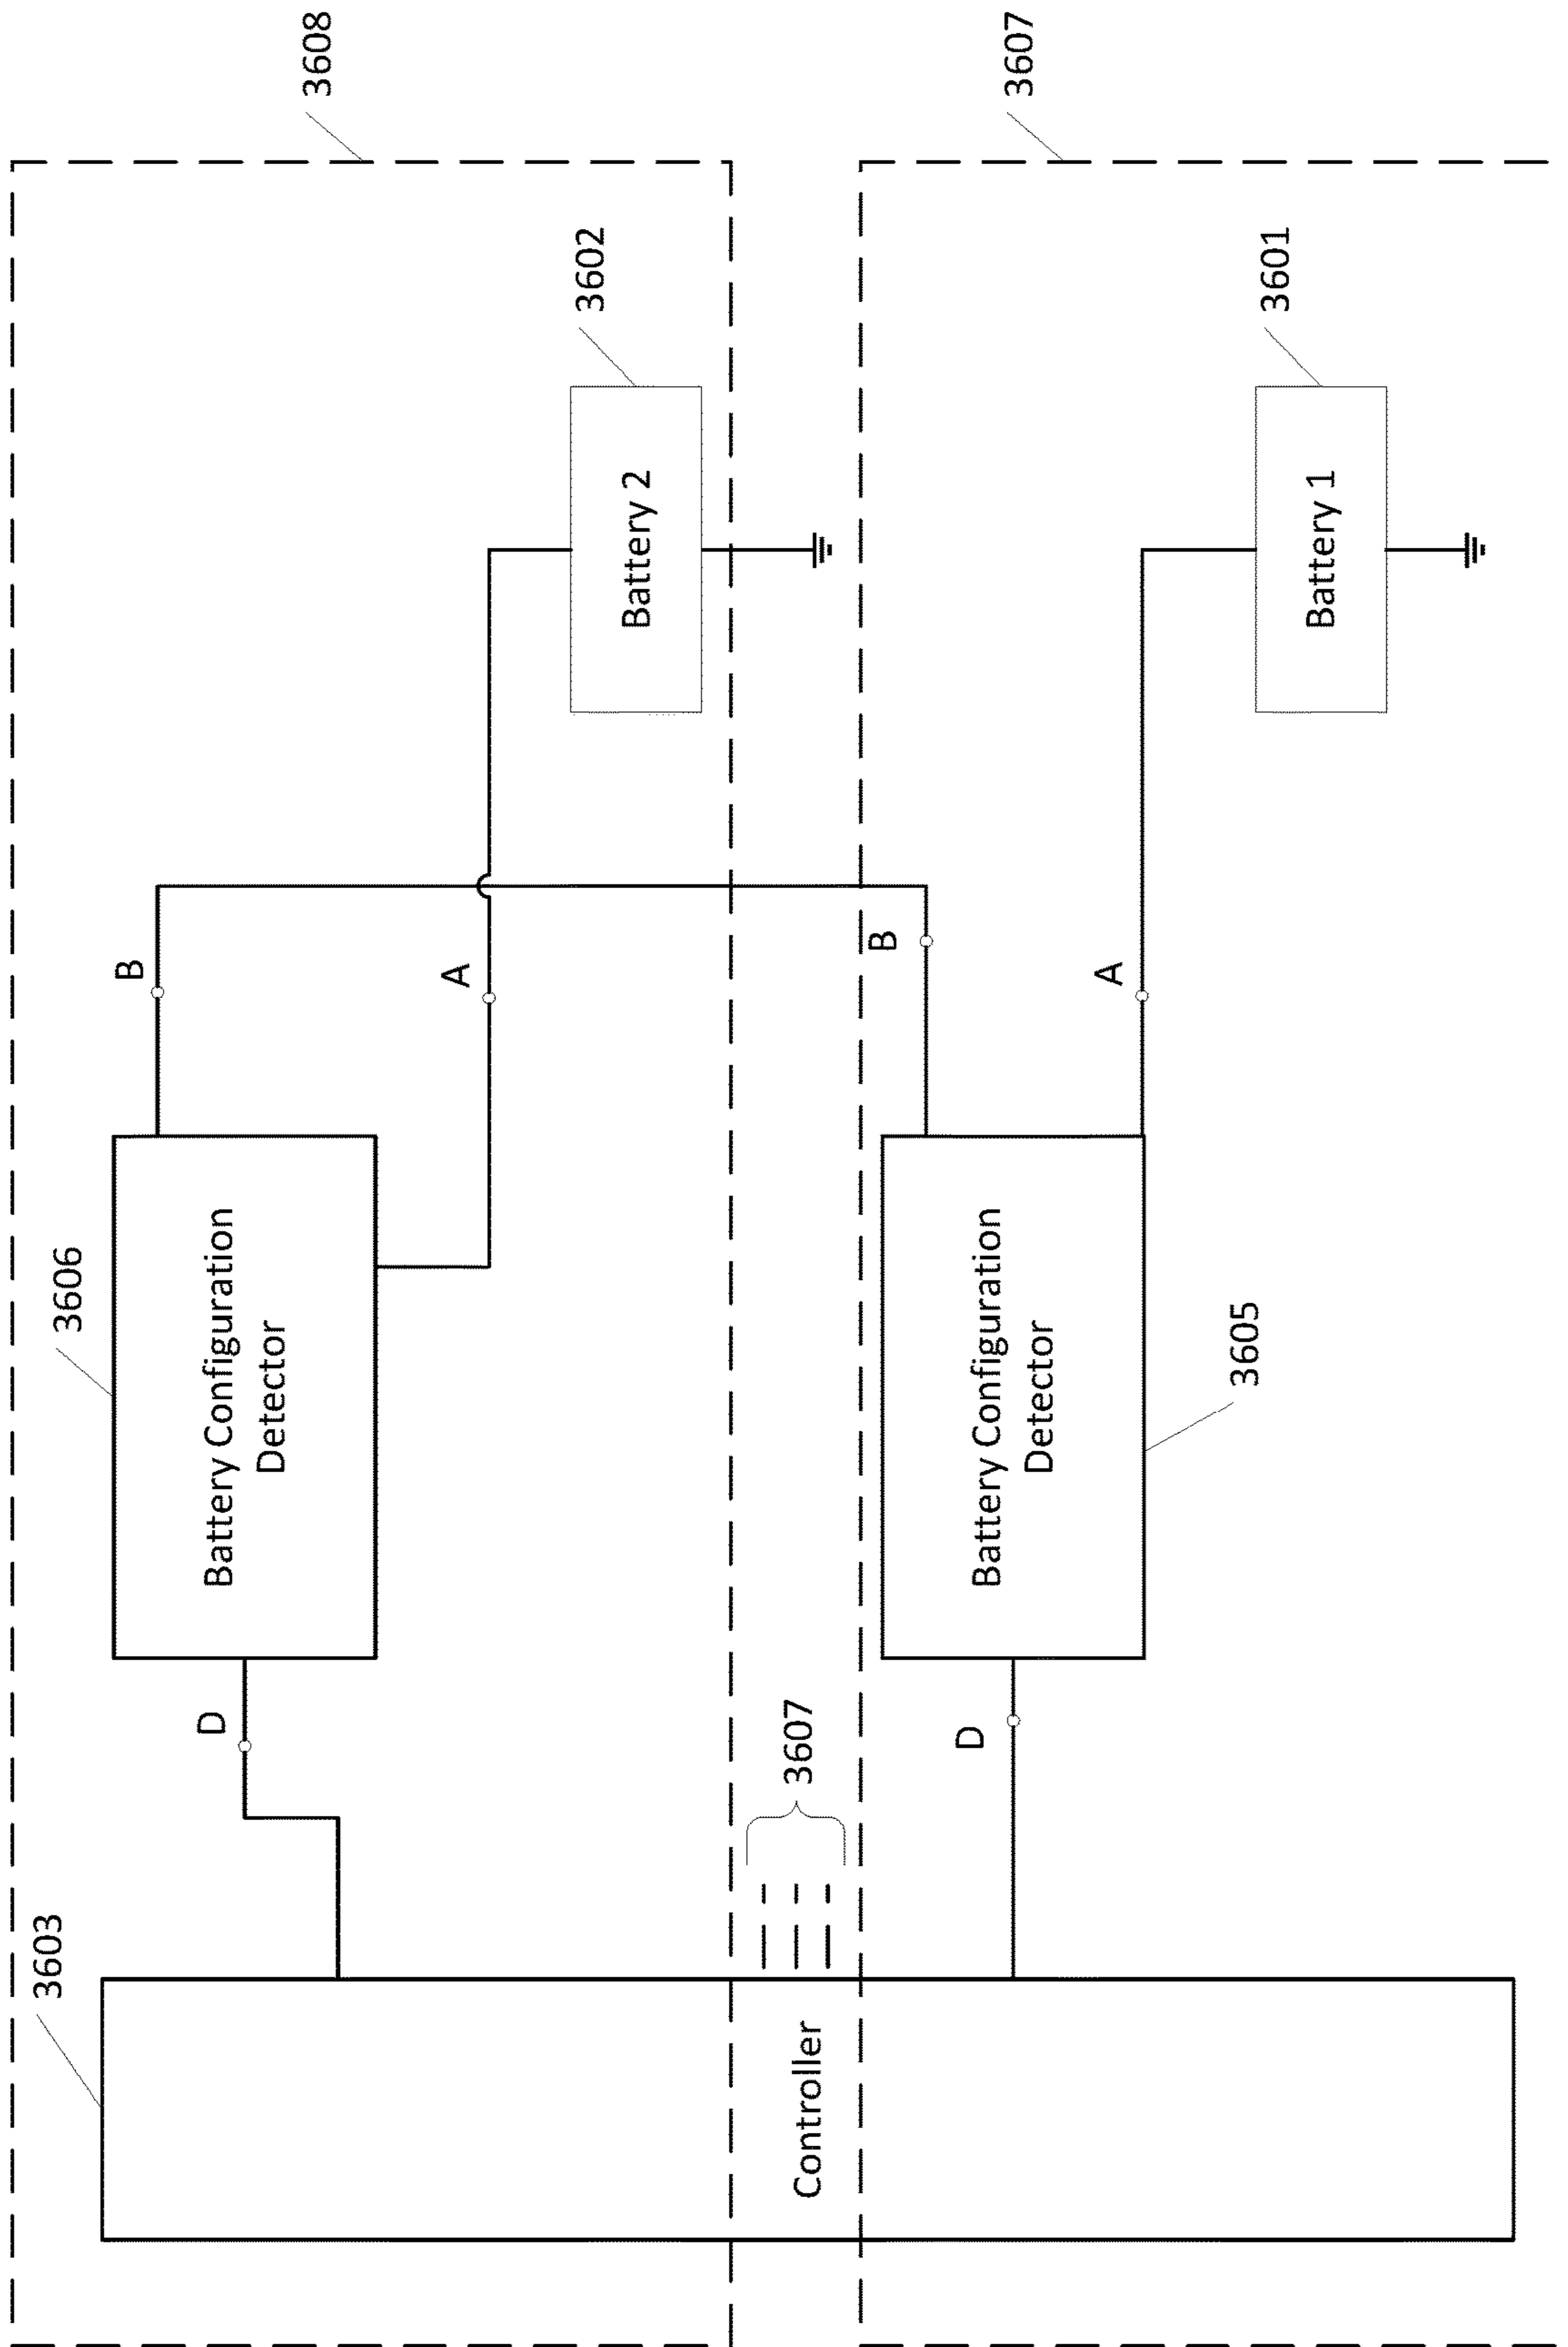 3608
3607
3602
3601
Battery 2
Battery 1
B
A
B
A
3606
Battery Configuration
Detector
Battery Configuration
Detector
3605
D
D
3607
3603
Controller